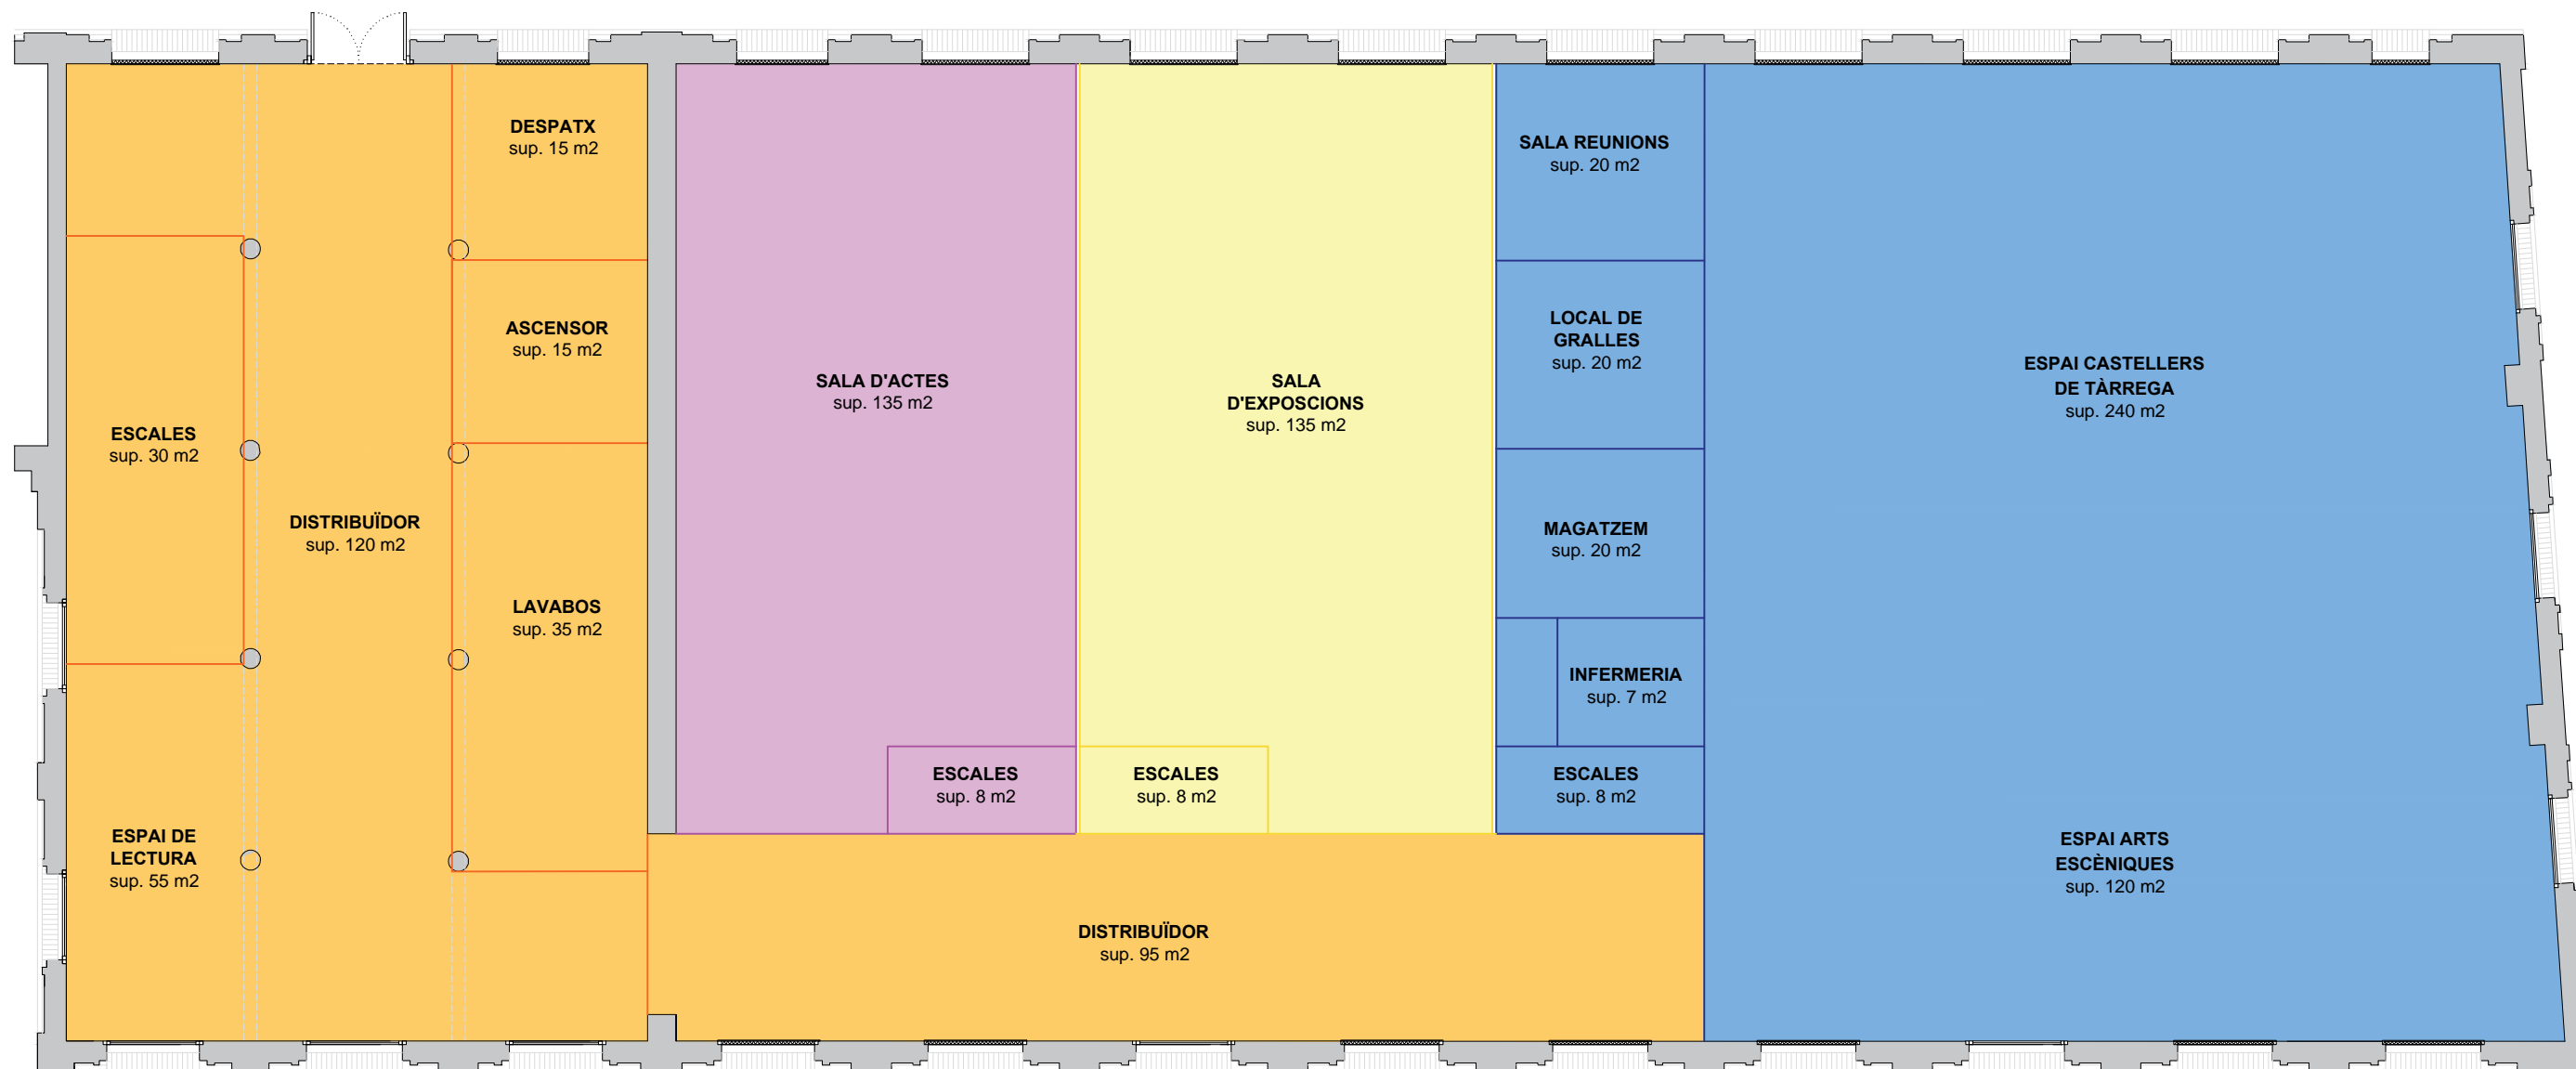 DESPATX
sup. 15 m2
ASCENSOR
sup. 15 m2
ESCALES
sup. 30 m2
DISTRIBUÏDOR
sup. 120 m2
LAVABOS
sup. 35 m2
ESPAI DE
LECTURA
sup. 55 m2
SALA D'ACTES
sup. 135 m2
ESCALES
sup. 8 m2
SALA
D'EXPOSCIONS
sup. 135 m2
ESCALES
sup. 8 m2
SALA REUNIONS
sup. 20 m2
LOCAL DE
GRALLES
sup. 20 m2
MAGATZEM
sup. 20 m2
INFERMERIA
sup. 7 m2
ESCALES
sup. 8 m2
DISTRIBUÏDOR
sup. 95 m2
ESPAI CASTELLERS
DE TÀRREGA
sup. 240 m2
ESPAI ARTS
ESCÈNIQUES
sup. 120 m2